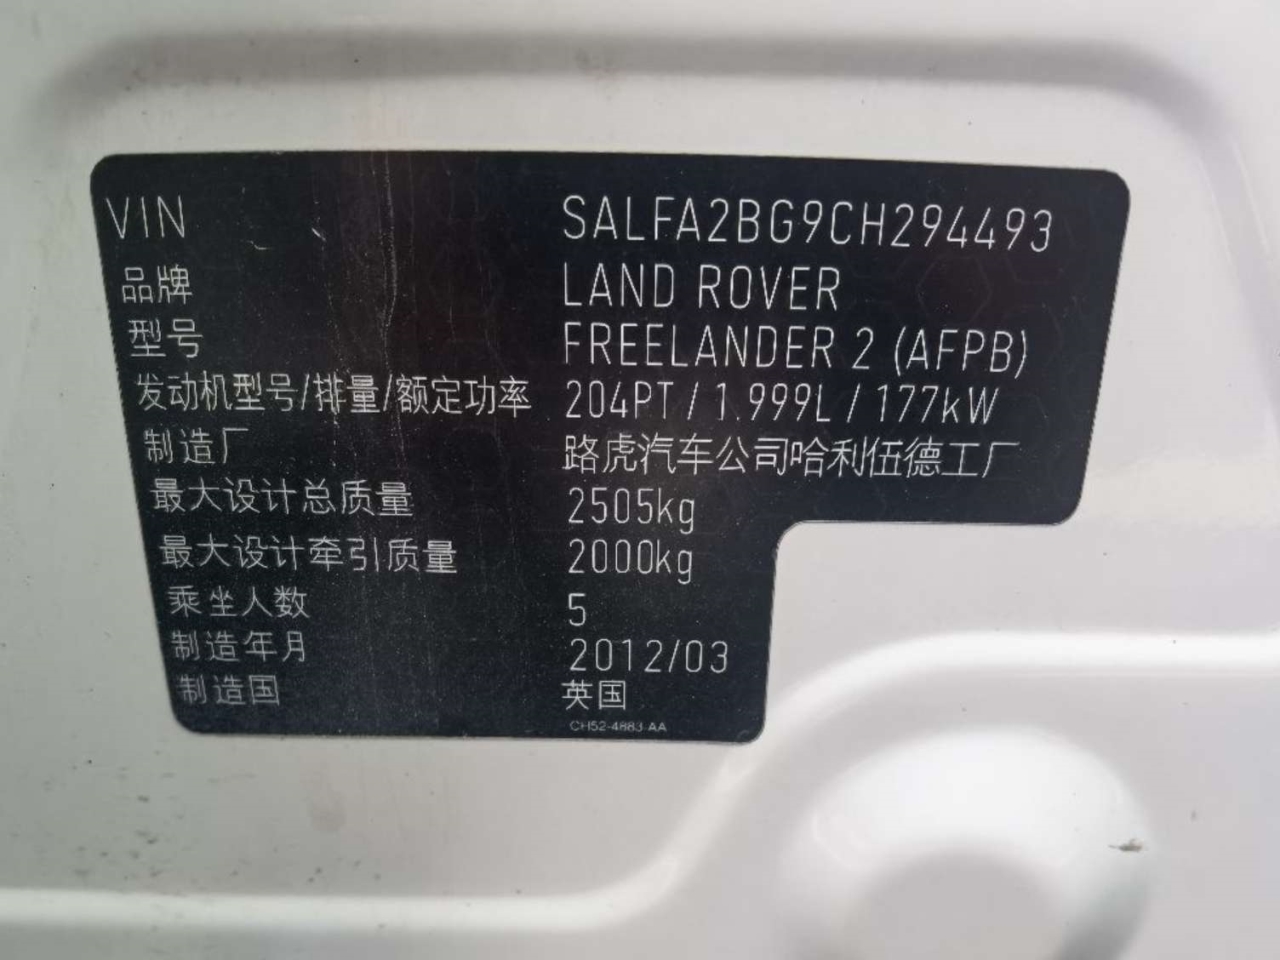 VIN SALFA2BG9CH294493
品牌 LAND ROVER
型号 FREELANDER 2 (AFPB)
发动机型号/排量/额定功率 204PT / 1.999L / 177kW
制造厂 路虎汽车公司哈利伍德工厂
最大设计总质量 2505kg
最大设计牵引质量 2000kg
乘坐人数 5
制造年月 2012/03
制造国 英国
CH52-4883-AA